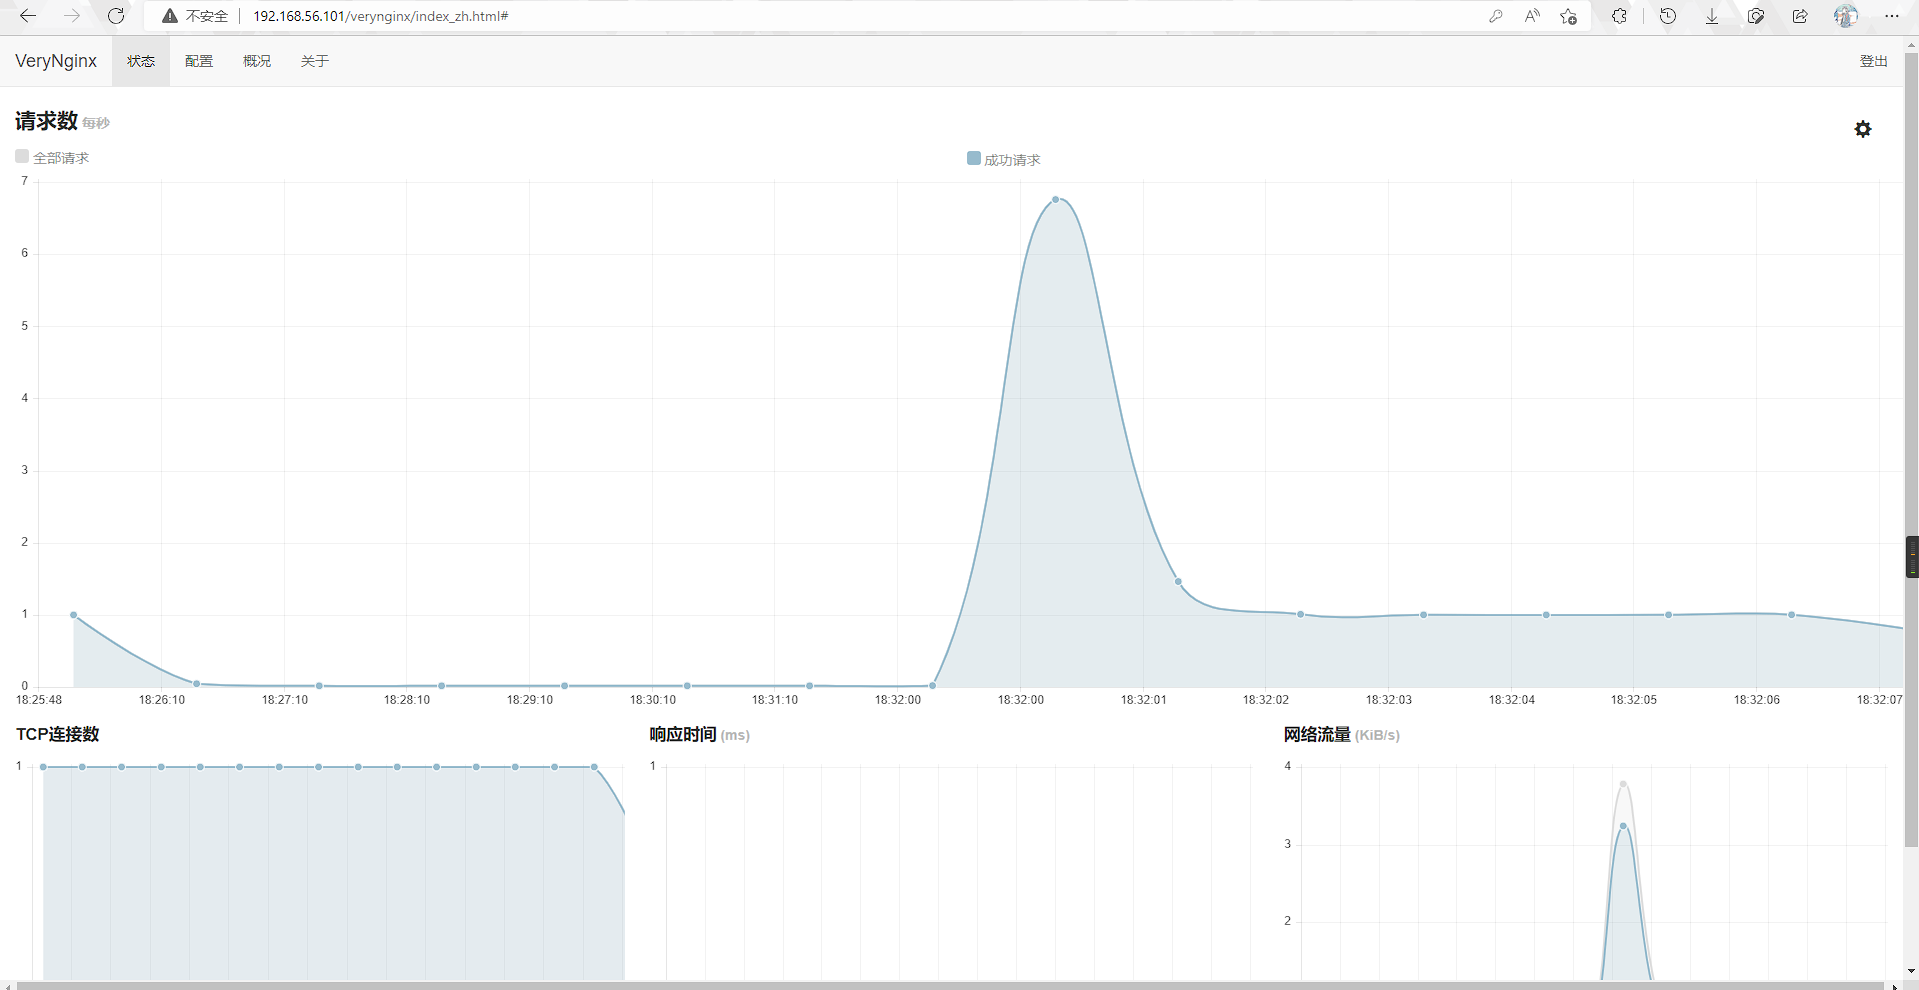 不安全 192.168.56.101/verynginx/index_zh.html#
VeryNginx 状态 配置 概况 关于 登出
请求数 每秒
全部请求 成功请求
7
6
5
4
3
2
1
0
18:25:48 18:26:10 18:27:10 18:28:10 18:29:10 18:30:10 18:31:10 18:32:00 18:32:00 18:32:01 18:32:02 18:32:03 18:32:04 18:32:05 18:32:06 18:32:07
TCP连接数 响应时间 (ms) 网络流量 (KiB/s)
1 1 4
3
2